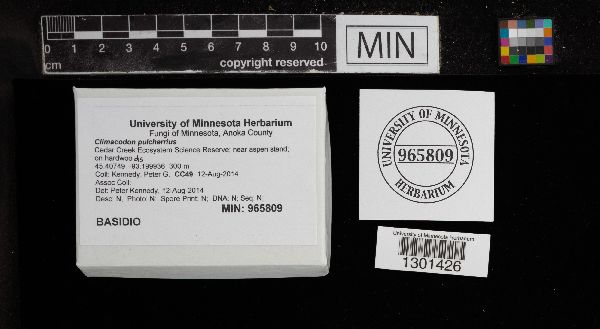 0 1 2 3 4 5 6 7 8 9 10
cm
copyright reserved
MIN
University of Minnesota Herbarium
Fungi of Minnesota, Anoka County
Climacodon pulcherrius
Cedar Creek Ecosystem Science Reserve; near aspen stand;
on hardwoods
45.40749 -93.199936 300 m
Coll: Kennedy, Peter G. CC49 12-Aug-2014
Assoc Coll:
Det: Peter Kennedy, 12-Aug-2014
Desc: N, Photo: N; Spore Print: N; DNA: N; Seq: N;
MIN: 965809
BASIDIO
UNIVERSITY OF MINNESOTA
965809
HERBARIUM
University of Minnesota Herbarium
1301426